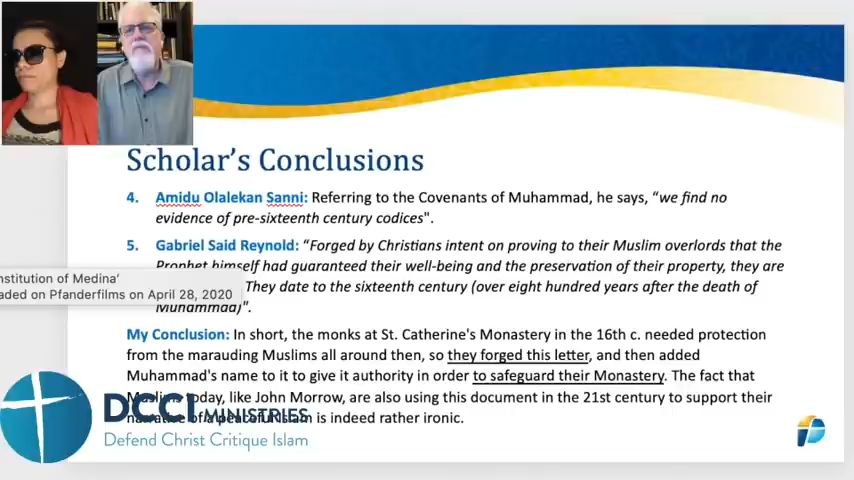 Scholar's Conclusions
4. Amidu Olalekan Sanni: Referring to the Covenants of Muhammad, he says, "we find no
evidence of pre-sixteenth century codices".
5. Gabriel Said Reynold: "Forged by Christians intent on proving to their Muslim overlords that the
Prophet himself had guaranteed their well-being and the preservation of their property, they are
nstitution of Medina'
aded on Pfanderfilms on April 28, 2020
They date to the sixteenth century (over eight hundred years after the death of
Muhammad)".
My Conclusion: In short, the monks at St. Catherine's Monastery in the 16th c. needed protection
from the marauding Muslims all around then, so they forged this letter, and then added
Muhammad's name to it to give it authority in order to safeguard their Monastery. The fact that
Muslims today, like John Morrow, are also using this document in the 21st century to support their
narrative of a peaceful Islam is indeed rather ironic.
DCCI MINISTRIES
Defend Christ Critique Islam